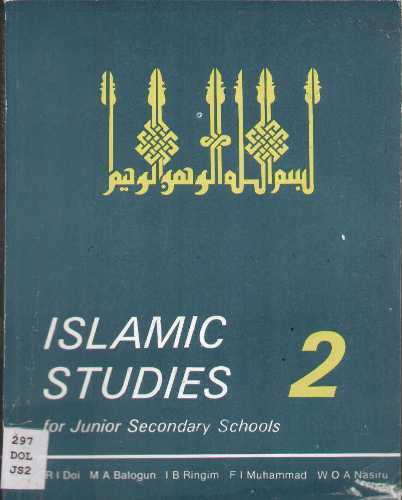 بسم الله الرحمن الرحيم
ISLAMIC
STUDIES 2
for Junior Secondary Schools
297
DOL
JS2
R I Doi M A Balogun I B Ringim F I Muhammad W O A Nasiru